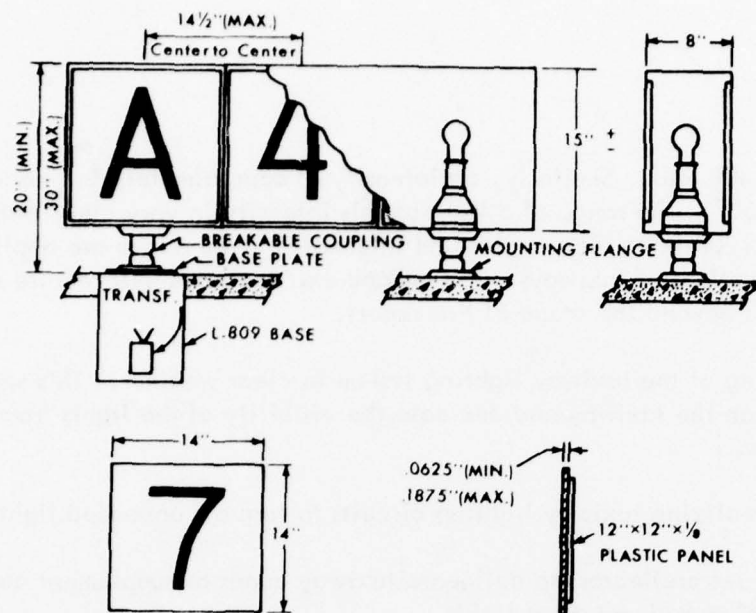 14½"(MAX.)
Center to Center
8"
A 4
20" (MIN.)
30" (MAX.)
15" ±
BREAKABLE COUPLING
BASE PLATE
MOUNTING FLANGE
TRANSF.
L-809 BASE
14"
7
14"
.0625"(MIN.)
.1875"(MAX.)
12"×12"×⅛
PLASTIC PANEL